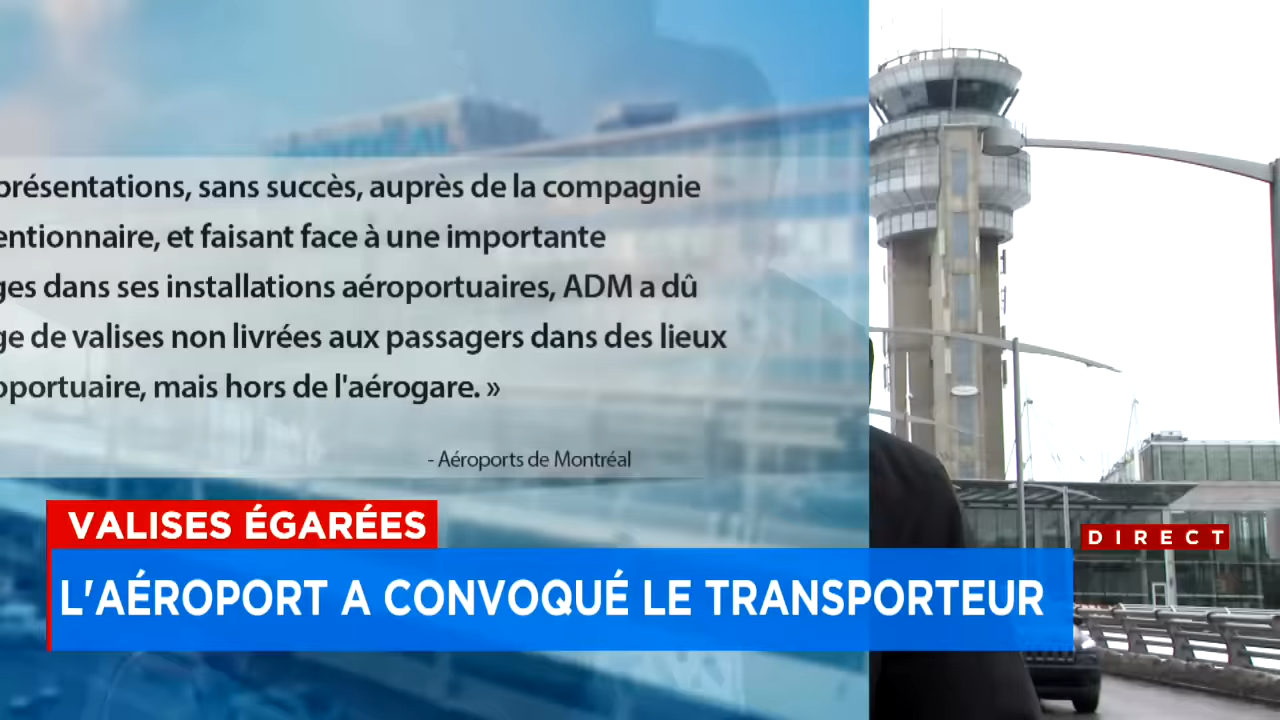 présentations, sans succès, auprès de la compagnie
entionnaire, et faisant face à une importante
ges dans ses installations aéroportuaires, ADM a dû
ge de valises non livrées aux passagers dans des lieux
oportuaire, mais hors de l'aérogare. »
- Aéroports de Montréal
VALISES ÉGARÉES
DIRECT
L'AÉROPORT A CONVOQUÉ LE TRANSPORTEUR